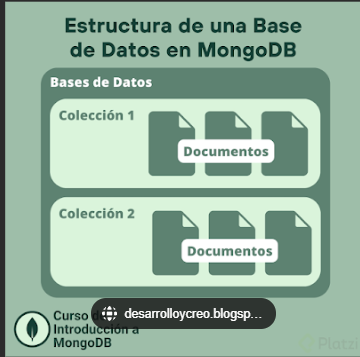 Estructura de una Base
de Datos en MongoDB
Bases de Datos
Colección 1
Documentos
Colección 2
Documentos
Curso
Introducción a
MongoDB
desarrolloycreo.blogsp...
Platzi